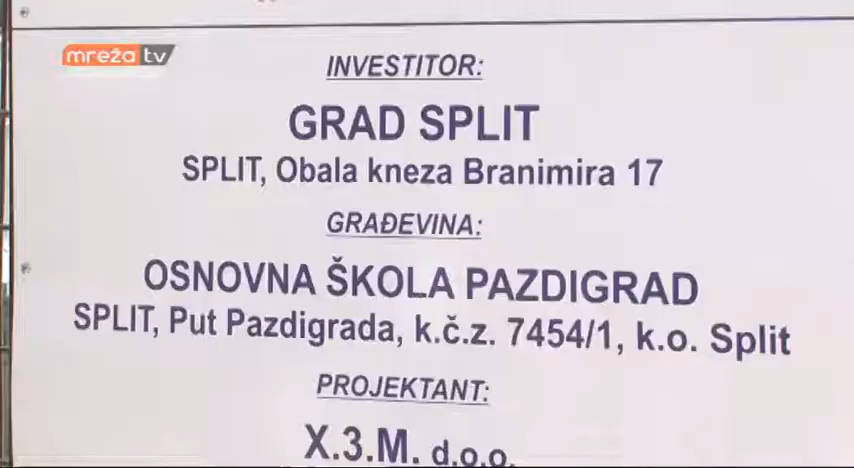 mreža tv
INVESTITOR:
GRAD SPLIT
SPLIT, Obala kneza Branimira 17
GRAĐEVINA:
OSNOVNA ŠKOLA PAZDIGRAD
SPLIT, Put Pazdigrada, k.č.z. 7454/1, k.o. Split
PROJEKTANT:
X.3.M. d.o.o.